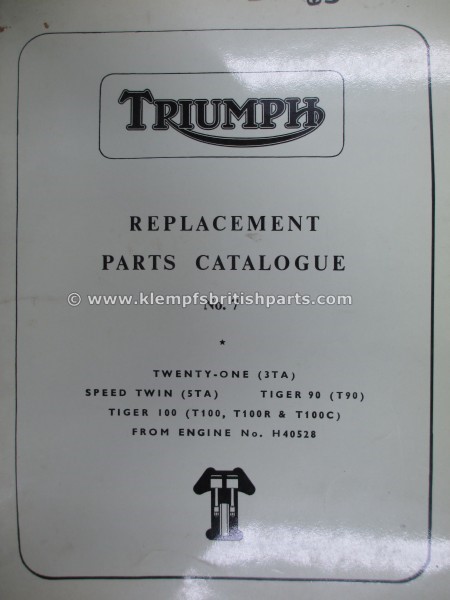 TRIUMPH
REPLACEMENT
PARTS CATALOGUE
© www.klempfsbritishparts.com
No. 7
TWENTY-ONE (3TA)
SPEED TWIN (5TA) TIGER 90 (T90)
TIGER 100 (T100, T100R & T100C)
FROM ENGINE No. H40528